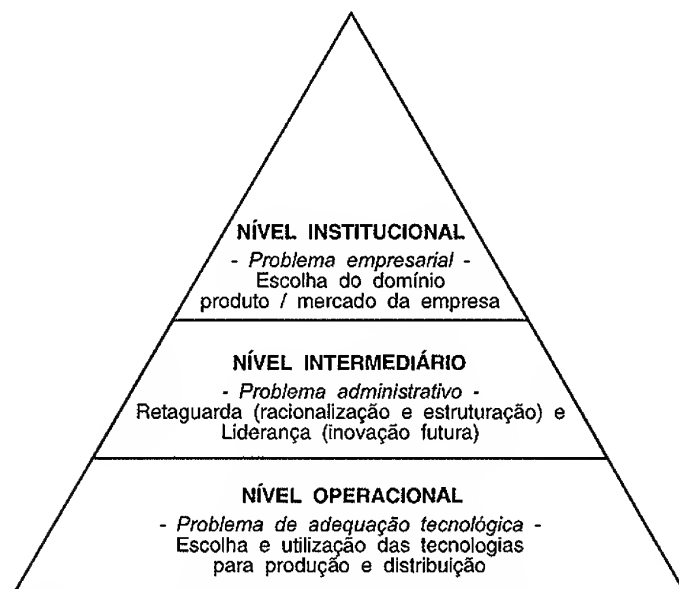 NÍVEL INSTITUCIONAL
- Problema empresarial -
Escolha do domínio
produto / mercado da empresa
NÍVEL INTERMEDIÁRIO
- Problema administrativo -
Retaguarda (racionalização e estruturação) e
Liderança (inovação futura)
NÍVEL OPERACIONAL
- Problema de adequação tecnológica -
Escolha e utilização das tecnologias
para produção e distribuição